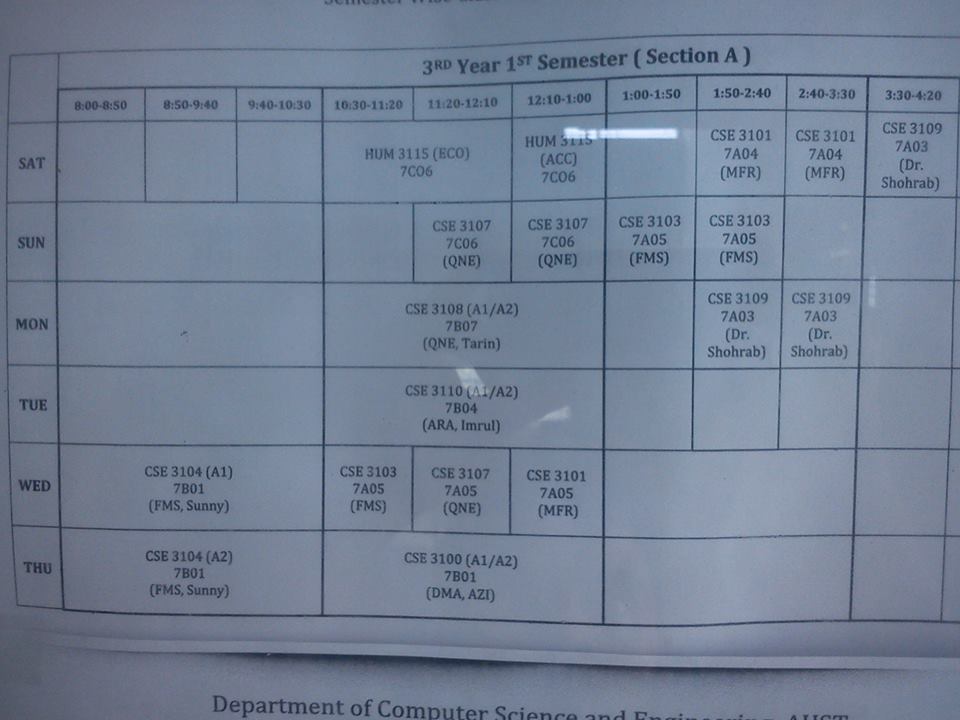 3RD Year 1ST Semester ( Section A )
8:00-8:50 8:50-9:40 9:40-10:30 10:30-11:20 11:20-12:10 12:10-1:00 1:00-1:50 1:50-2:40 2:40-3:30 3:30-4:20
SAT
HUM 3115 (ECO)
7C06
HUM 3115
(ACC)
7C06
CSE 3101
7A04
(MFR)
CSE 3101
7A04
(MFR)
CSE 3109
7A03
(Dr.
Shohrab)
SUN
CSE 3107
7C06
(QNE)
CSE 3107
7C06
(QNE)
CSE 3103
7A05
(FMS)
CSE 3103
7A05
(FMS)
MON
CSE 3108 (A1/A2)
7B07
(QNE, Tarin)
CSE 3109
7A03
(Dr.
Shohrab)
CSE 3109
7A03
(Dr.
Shohrab)
TUE
CSE 3110 (A1/A2)
7B04
(ARA, Imrul)
WED
CSE 3104 (A1)
7B01
(FMS, Sunny)
CSE 3103
7A05
(FMS)
CSE 3107
7A05
(QNE)
CSE 3101
7A05
(MFR)
THU
CSE 3104 (A2)
7B01
(FMS, Sunny)
CSE 3100 (A1/A2)
7B01
(DMA, AZI)
Department of Computer Science and Engineering, AUST